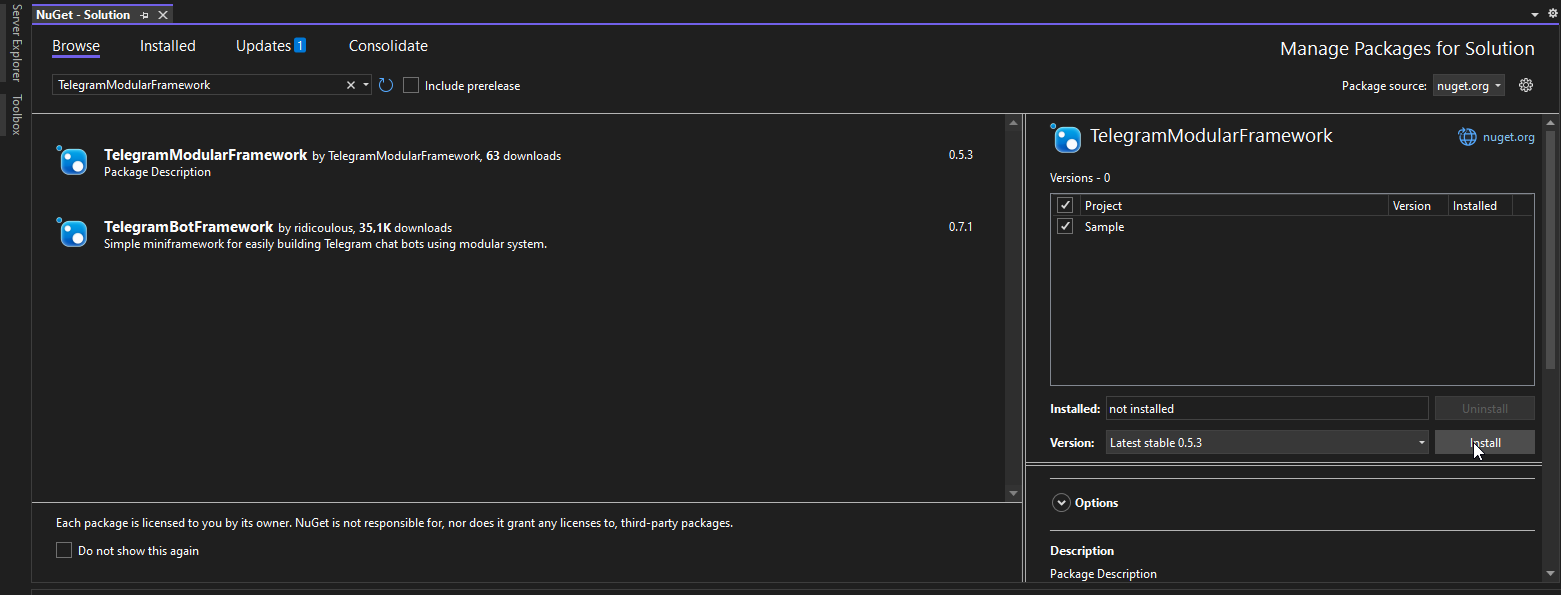 Server Explorer
Toolbox
NuGet - Solution
Browse Installed Updates 1 Consolidate
Manage Packages for Solution
TelegramModularFramework
Include prerelease
Package source: nuget.org
TelegramModularFramework by TelegramModularFramework, 63 downloads 0.5.3
Package Description
TelegramBotFramework by ridiculous, 35,1K downloads 0.7.1
Simple miniframework for easily building Telegram chat bots using modular system.
Each package is licensed to you by its owner. NuGet is not responsible for, nor does it grant any licenses to, third-party packages.
Do not show this again
TelegramModularFramework nuget.org
Versions - 0
Project Version Installed
Sample
Installed: not installed Uninstall
Version: Latest stable 0.5.3 Install
Options
Description
Package Description